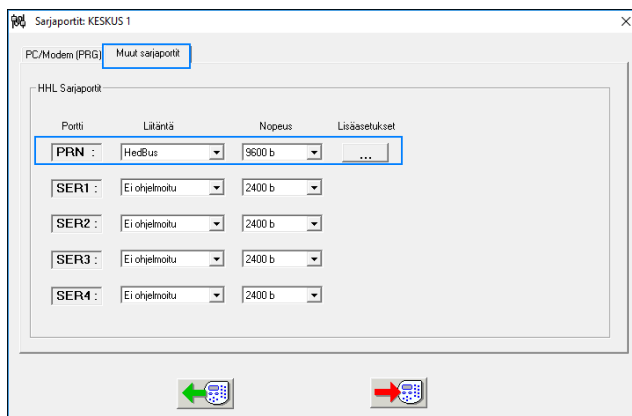 Sarjaportit: KESKUS 1
PC/Modem (PRG) Muut sarjaportit
HHL Sarjaportit
Portti Liitäntä Nopeus Lisäasetukset
PRN : HedBus 9600 b ...
SER1 : Ei ohjelmoitu 2400 b
SER2 : Ei ohjelmoitu 2400 b
SER3 : Ei ohjelmoitu 2400 b
SER4 : Ei ohjelmoitu 2400 b